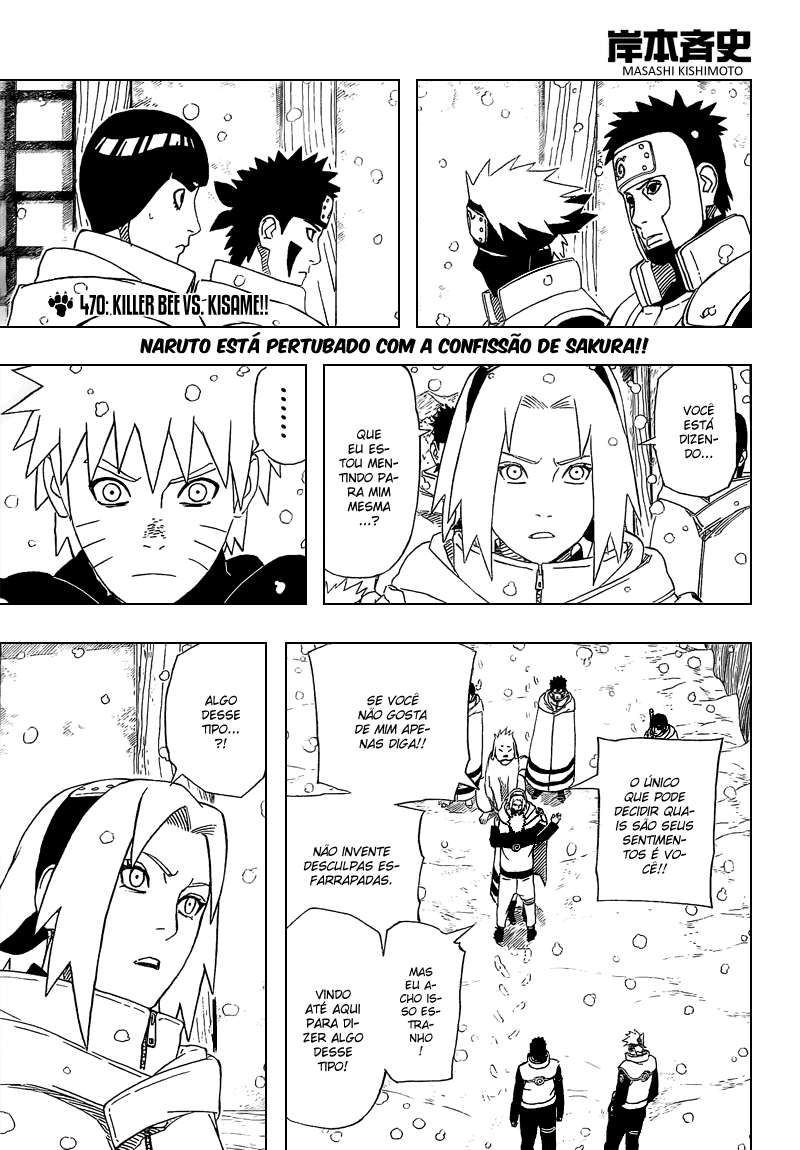 岸本斉史
MASASHI KISHIMOTO
470: KILLER BEE VS. KISAME!!
NARUTO ESTÁ PERTUBADO COM A CONFISSÃO DE SAKURA!!
VOCÊ
ESTÁ
DIZEN-
DO...
QUE
EU ES-
TOU MEN-
TINDO PA-
RA MIM
MESMA
...?
.......
O ÚNICO
QUE PODE
DECIDIR QUA-
IS SÃO SEUS
SENTIMEN-
TOS É VO-
CÊ!!
SE VOCÊ
NÃO GOSTA
DE MIM APE-
NAS DIGA!!
NÃO INVENTE
DESCULPAS ES-
FARRAPADAS.
MAS
EU A-
CHO IS-
SO ES-
TRA-
NHO
!
VINDO
ATÉ AQUI
PARA DI-
ZER ALGO
DESSE
TIPO!
ALGO
DESSE
TIPO...
?!